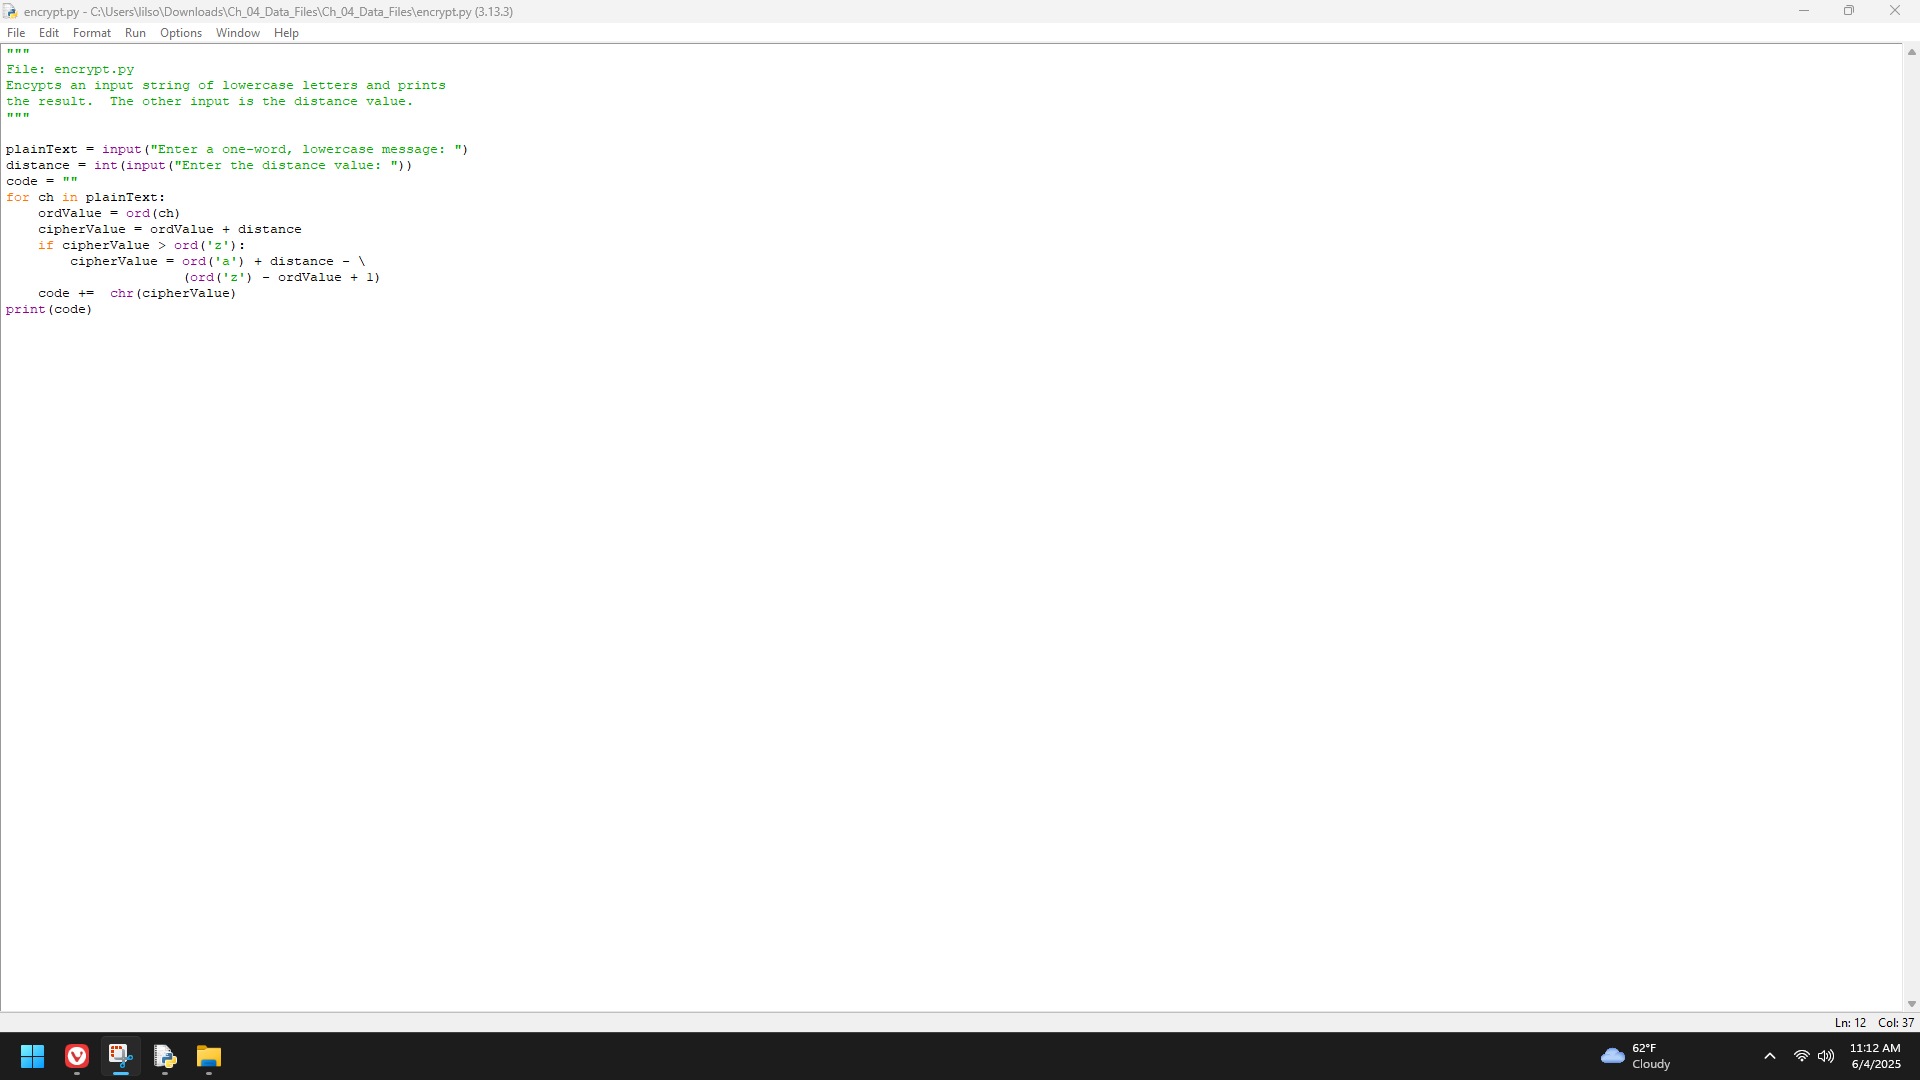 encrypt.py - C:\Users\lilso\Downloads\Ch_04_Data_Files\Ch_04_Data_Files\encrypt.py (3.13.3)
File Edit Format Run Options Window Help
"""
File: encrypt.py
Encypts an input string of lowercase letters and prints
the result.  The other input is the distance value.
"""
plainText = input("Enter a one-word, lowercase message: ")
distance = int(input("Enter the distance value: "))
code = ""
for ch in plainText:
    ordValue = ord(ch)
    cipherValue = ordValue + distance
    if cipherValue > ord('z'):
        cipherValue = ord('a') + distance - \
                      (ord('z') - ordValue + 1)
    code +=  chr(cipherValue)
print(code)
Ln: 12 Col: 37
62°F
Cloudy
11:12 AM
6/4/2025